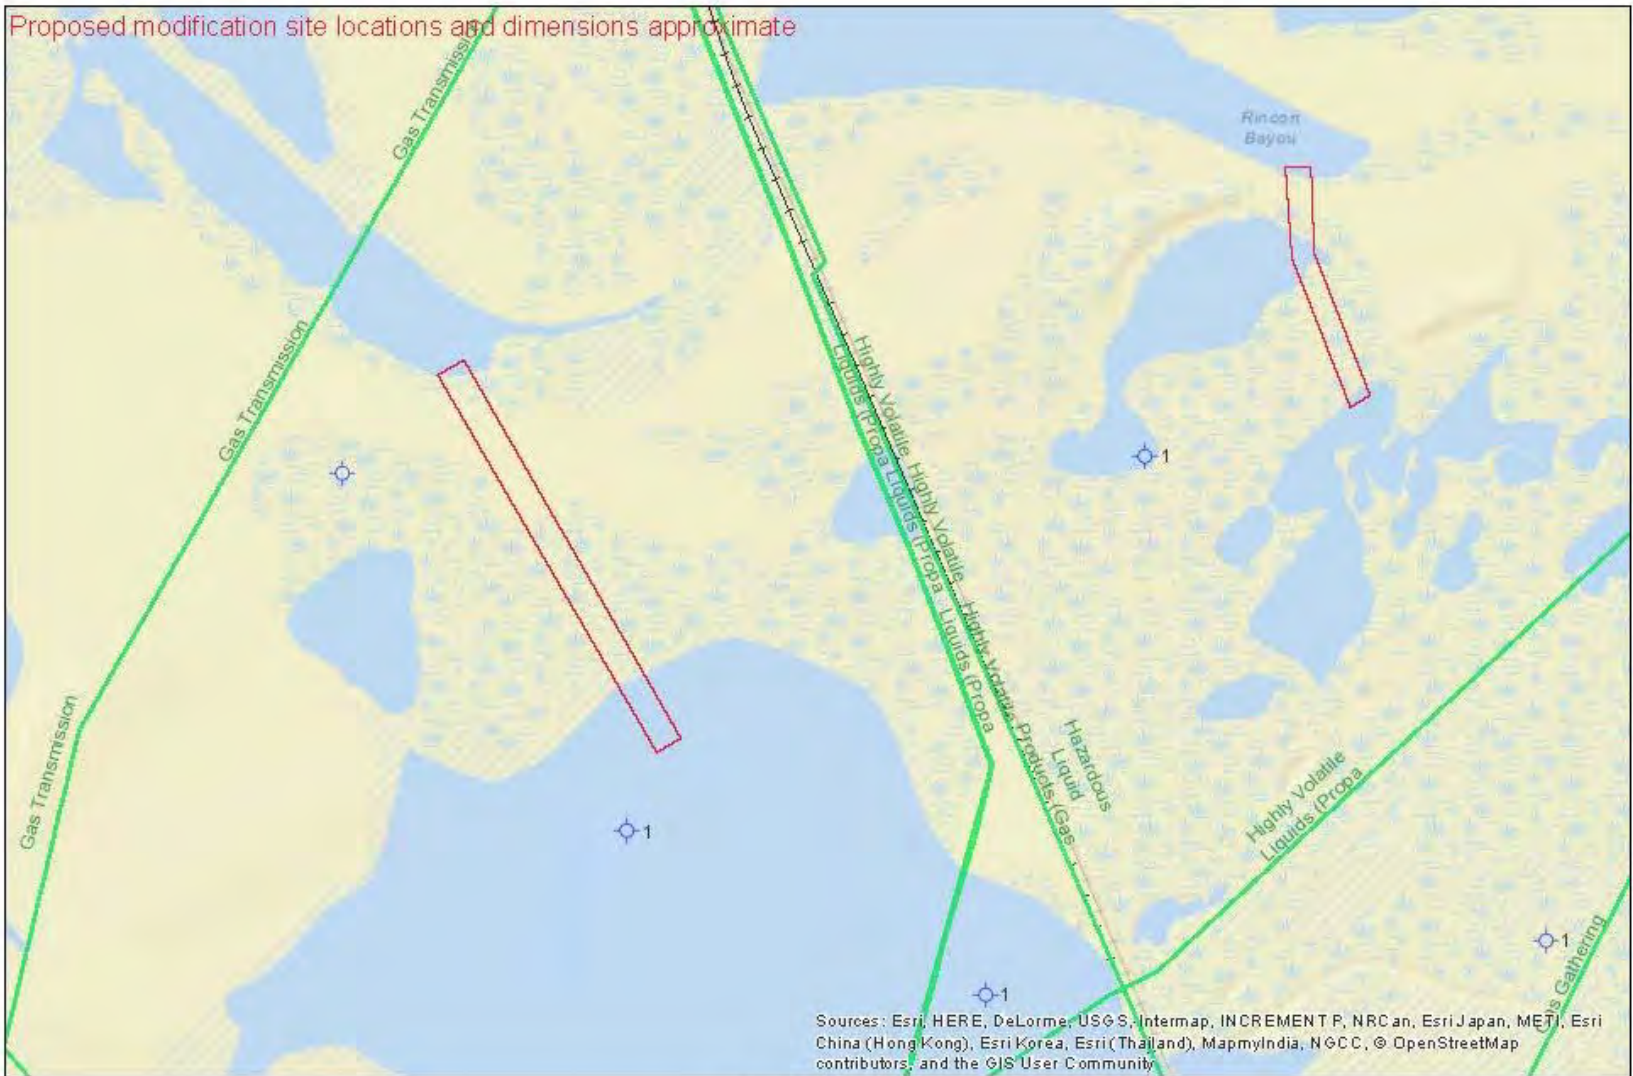 Proposed modification site locations and dimensions approximate
Gas Transmission
Rincon
Bayou
Gas Transmission
Highly Volatile
Liquids (Propa
Highly Volatile
Liquids (Propa
1
Highly Volatile
Liquids (Propa
Gas Transmission
Products (Gas
Hazardous
Liquid
Highly Volatile
Liquids (Propa
1
1
1
Gas Gathering
Sources: Esri, HERE, DeLorme, USGS, Intermap, INCREMENT P, NRCan, Esri Japan, METI, Esri
China (Hong Kong), Esri Korea, Esri (Thailand), MapmyIndia, NGCC, © OpenStreetMap
contributors, and the GIS User Community